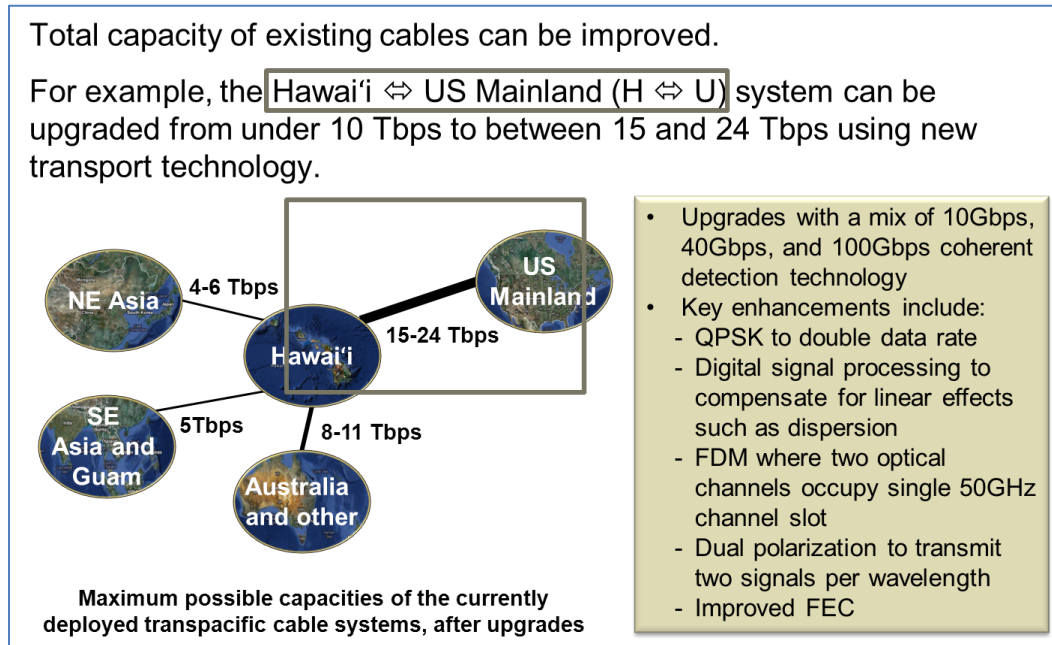 Total capacity of existing cables can be improved.
For example, the Hawaiʻi ⇔ US Mainland (H ⇔ U) system can be
upgraded from under 10 Tbps to between 15 and 24 Tbps using new
transport technology.
NE Asia
4-6 Tbps
US
Mainland
15-24 Tbps
Hawaiʻi
SE
Asia and
Guam
5Tbps
8-11 Tbps
Australia
and other
Maximum possible capacities of the currently
deployed transpacific cable systems, after upgrades
• Upgrades with a mix of 10Gbps,
40Gbps, and 100Gbps coherent
detection technology
• Key enhancements include:
- QPSK to double data rate
- Digital signal processing to
compensate for linear effects
such as dispersion
- FDM where two optical
channels occupy single 50GHz
channel slot
- Dual polarization to transmit
two signals per wavelength
- Improved FEC